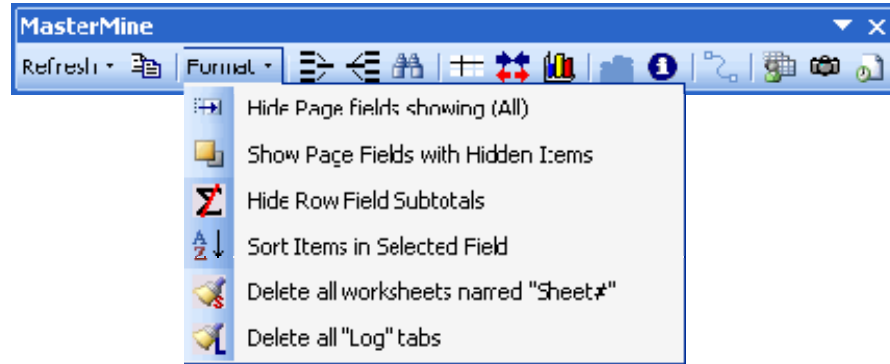 MasterMine
Refresh Format
Hide Page fields showing (All)
Show Page Fields with Hidden Items
Hide Row Field Subtotals
Sort Items in Selected Field
Delete all worksheets named "Sheet#"
Delete all "Log" tabs